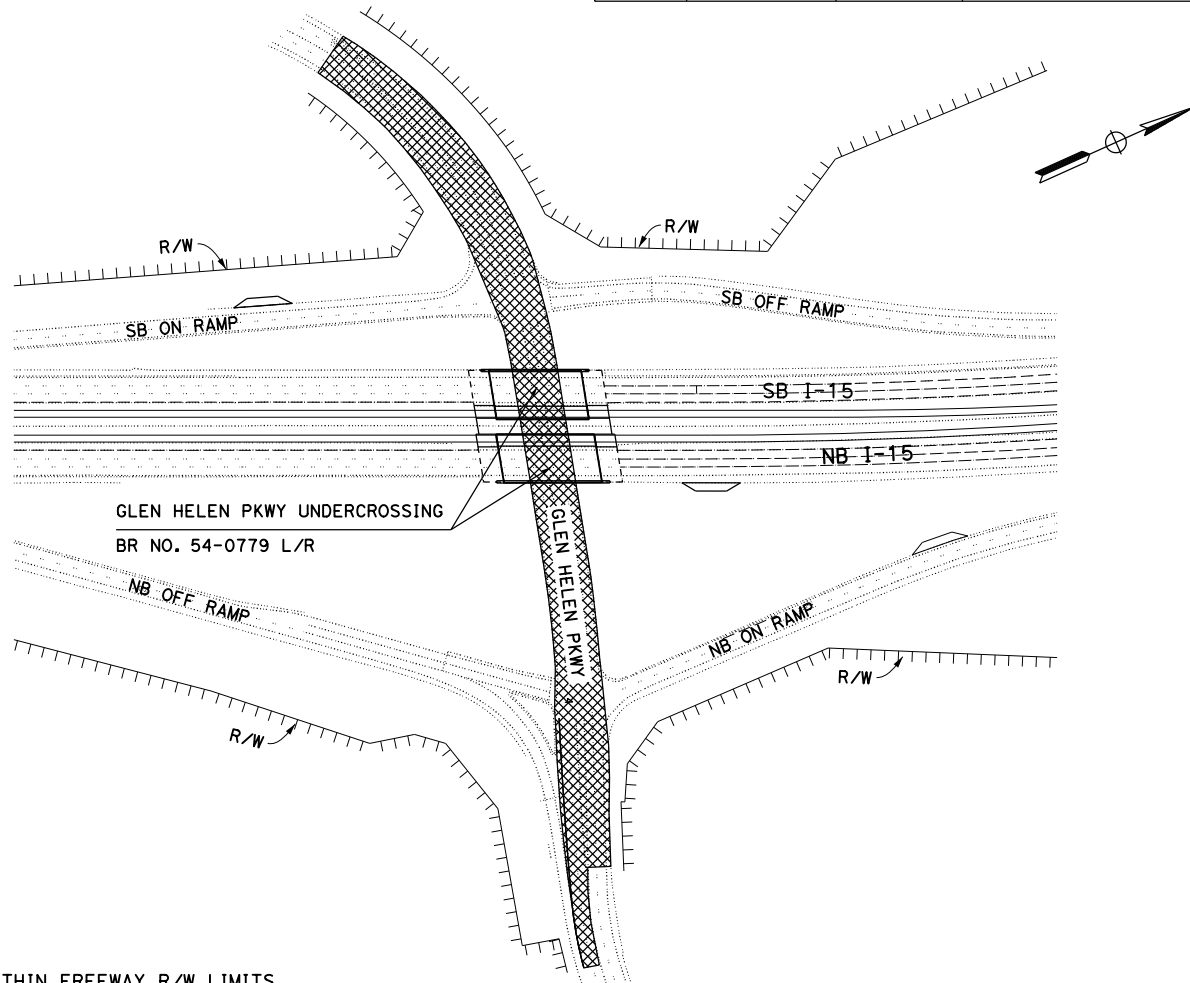 R/W
R/W
SB ON RAMP
SB OFF RAMP
SB I-15
NB I-15
GLEN HELEN PKWY UNDERCROSSING
BR NO. 54-0779 L/R
GLEN HELEN PKWY
NB OFF RAMP
NB ON RAMP
R/W
R/W
FREEWAY R/W LIMITS